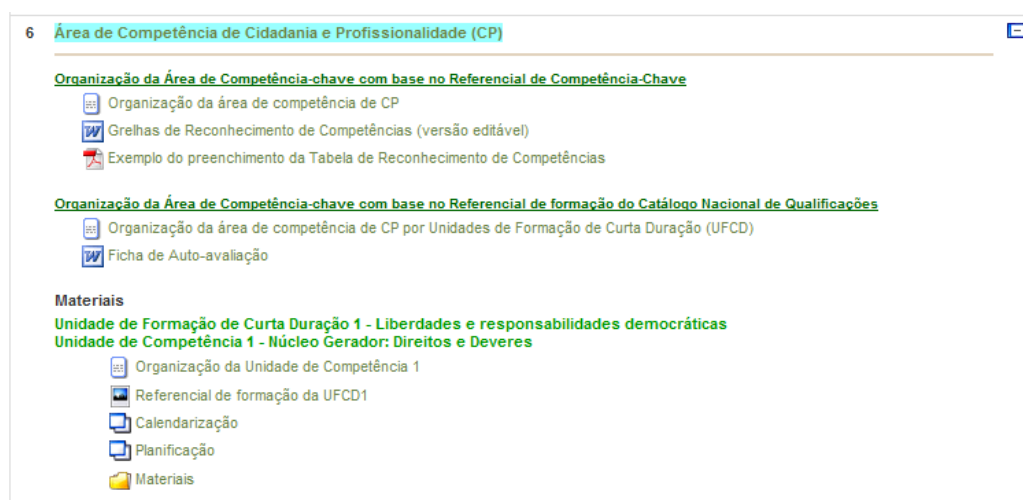 6 Área de Competência de Cidadania e Profissionalidade (CP)
Organização da Área de Competência-chave com base no Referencial de Competência-Chave
Organização da área de competência de CP
Grelhas de Reconhecimento de Competências (versão editável)
Exemplo do preenchimento da Tabela de Reconhecimento de Competências
Organização da Área de Competência-chave com base no Referencial de formação do Catálogo Nacional de Qualificações
Organização da área de competência de CP por Unidades de Formação de Curta Duração (UFCD)
Ficha de Auto-avaliação
Materiais
Unidade de Formação de Curta Duração 1 - Liberdades e responsabilidades democráticas
Unidade de Competência 1 - Núcleo Gerador: Direitos e Deveres
Organização da Unidade de Competência 1
Referencial de formação da UFCD1
Calendarização
Planificação
Materiais